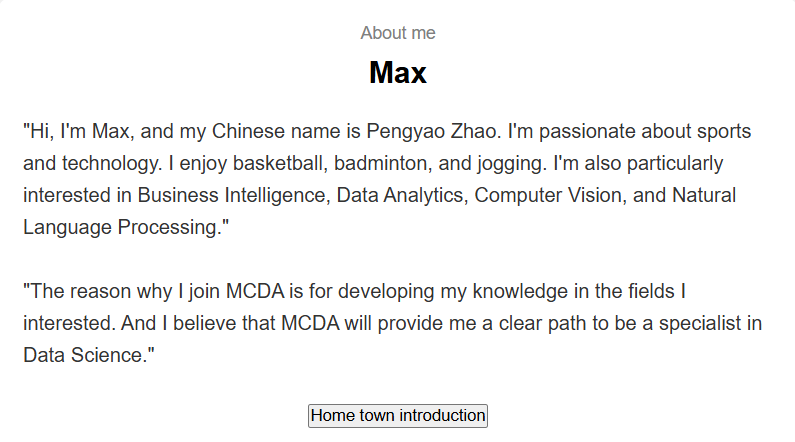 About me
Max
"Hi, I'm Max, and my Chinese name is Pengyao Zhao. I'm passionate about sports
and technology. I enjoy basketball, badminton, and jogging. I'm also particularly
interested in Business Intelligence, Data Analytics, Computer Vision, and Natural
Language Processing."
"The reason why I join MCDA is for developing my knowledge in the fields I
interested. And I believe that MCDA will provide me a clear path to be a specialist in
Data Science."
Home town introduction